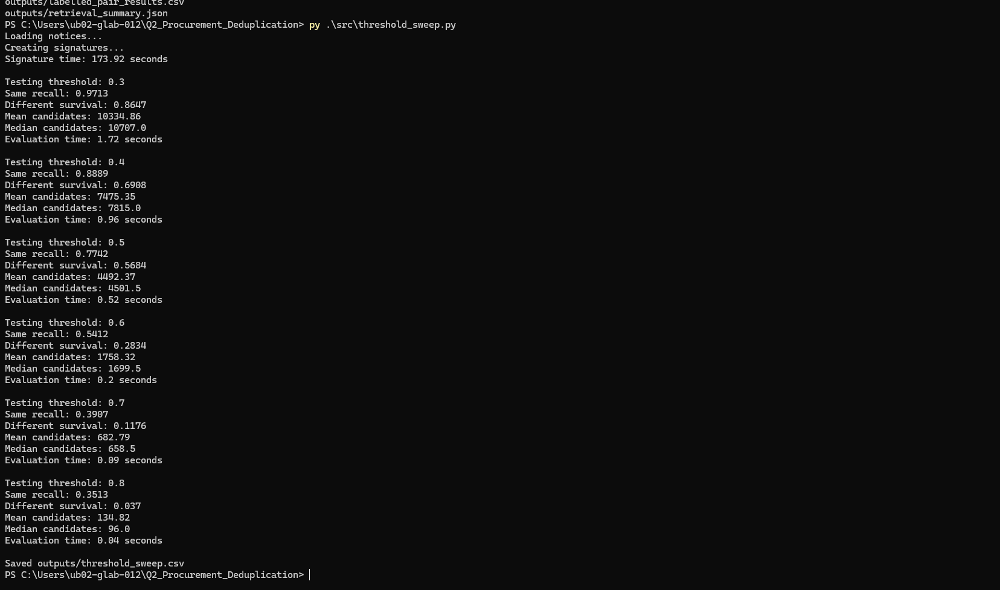 outputs/labelled_pair_results.csv
outputs/retrieval_summary.json
PS C:\Users\ub02-glab-012\Q2_Procurement_Deduplication> py .\src\threshold_sweep.py
Loading notices...
Creating signatures...
Signature time: 173.92 seconds
Testing threshold: 0.3
Same recall: 0.9713
Different survival: 0.8647
Mean candidates: 10334.86
Median candidates: 10707.0
Evaluation time: 1.72 seconds
Testing threshold: 0.4
Same recall: 0.8889
Different survival: 0.6908
Mean candidates: 7475.35
Median candidates: 7815.0
Evaluation time: 0.96 seconds
Testing threshold: 0.5
Same recall: 0.7742
Different survival: 0.5684
Mean candidates: 4492.37
Median candidates: 4501.5
Evaluation time: 0.52 seconds
Testing threshold: 0.6
Same recall: 0.5412
Different survival: 0.2834
Mean candidates: 1758.32
Median candidates: 1699.5
Evaluation time: 0.2 seconds
Testing threshold: 0.7
Same recall: 0.3907
Different survival: 0.1176
Mean candidates: 682.79
Median candidates: 658.5
Evaluation time: 0.09 seconds
Testing threshold: 0.8
Same recall: 0.3513
Different survival: 0.037
Mean candidates: 134.82
Median candidates: 96.0
Evaluation time: 0.04 seconds
Saved outputs/threshold_sweep.csv
PS C:\Users\ub02-glab-012\Q2_Procurement_Deduplication>